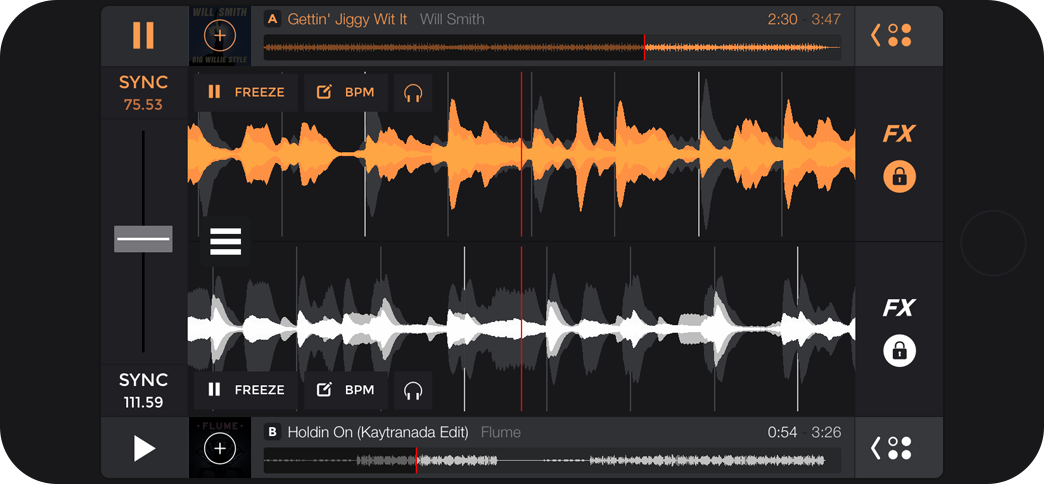 WILL SMITH
BIG WILLIE STYLE
A Gettin' Jiggy Wit It Will Smith
2:30 - 3:47
SYNC
75.53
FREEZE
BPM
FX
FX
SYNC
111.59
FREEZE
BPM
FLUME
B Holdin On (Kaytranada Edit) Flume
0:54 - 3:26